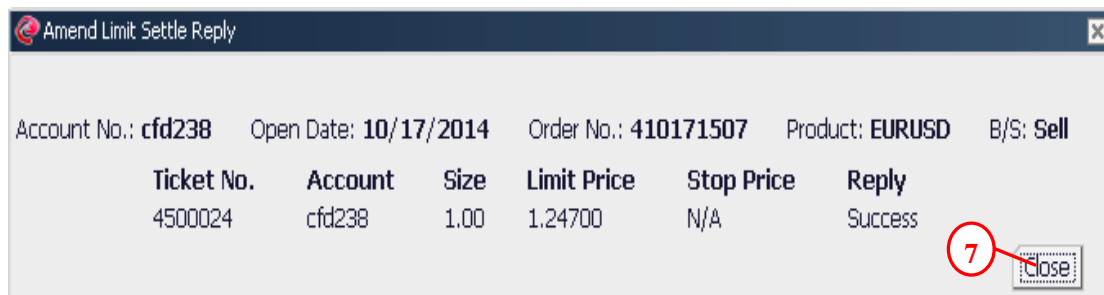 Amend Limit Settle Reply
Account No.: cfd238 Open Date: 10/17/2014 Order No.: 410171507 Product: EURUSD B/S: Sell
Ticket No. Account Size Limit Price Stop Price Reply
4500024 cfd238 1.00 1.24700 N/A Success
7 Close